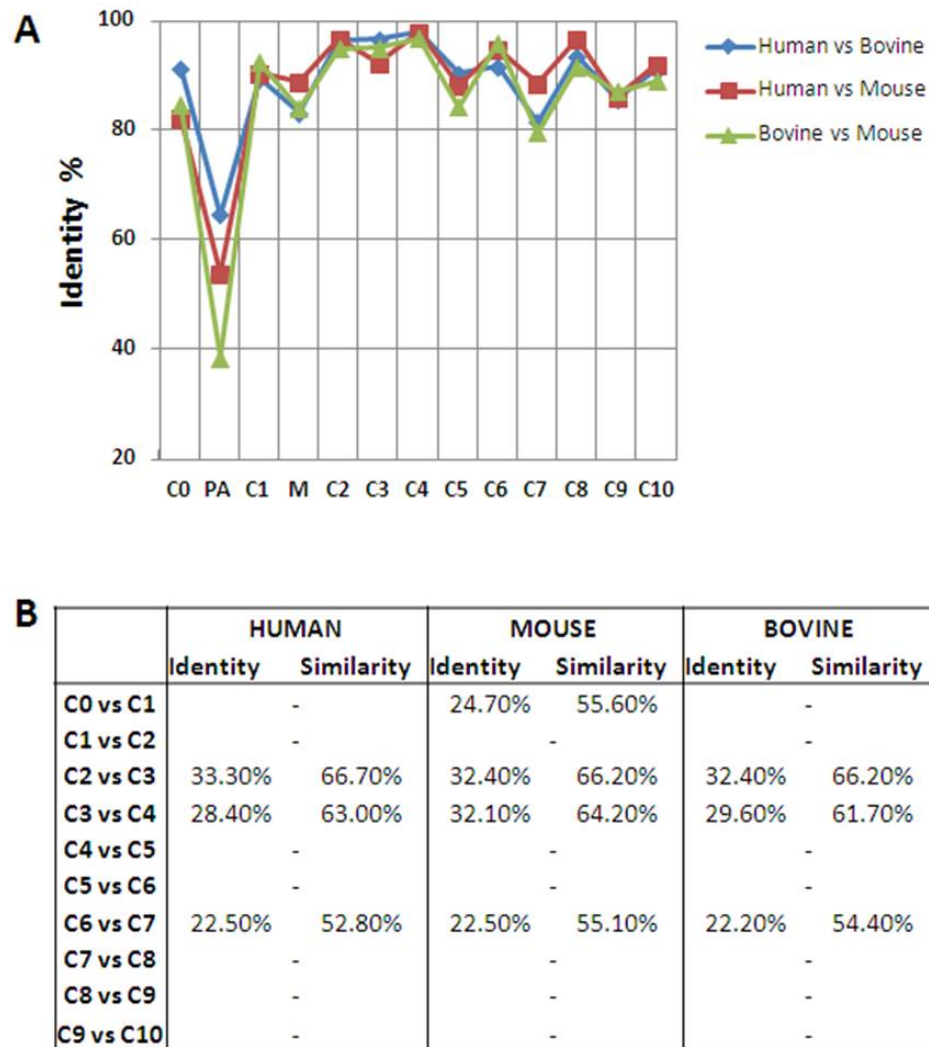 A
100
80
60
40
20
Identity %
C0 PA C1 M C2 C3 C4 C5 C6 C7 C8 C9 C10
Human vs Bovine
Human vs Mouse
Bovine vs Mouse
B
HUMAN MOUSE BOVINE
Identity Similarity Identity Similarity Identity Similarity
C0 vs C1 - 24.70% 55.60% -
C1 vs C2 - - -
C2 vs C3 33.30% 66.70% 32.40% 66.20% 32.40% 66.20%
C3 vs C4 28.40% 63.00% 32.10% 64.20% 29.60% 61.70%
C4 vs C5 - - -
C5 vs C6 - - -
C6 vs C7 22.50% 52.80% 22.50% 55.10% 22.20% 54.40%
C7 vs C8 - - -
C8 vs C9 - - -
C9 vs C10 - - -